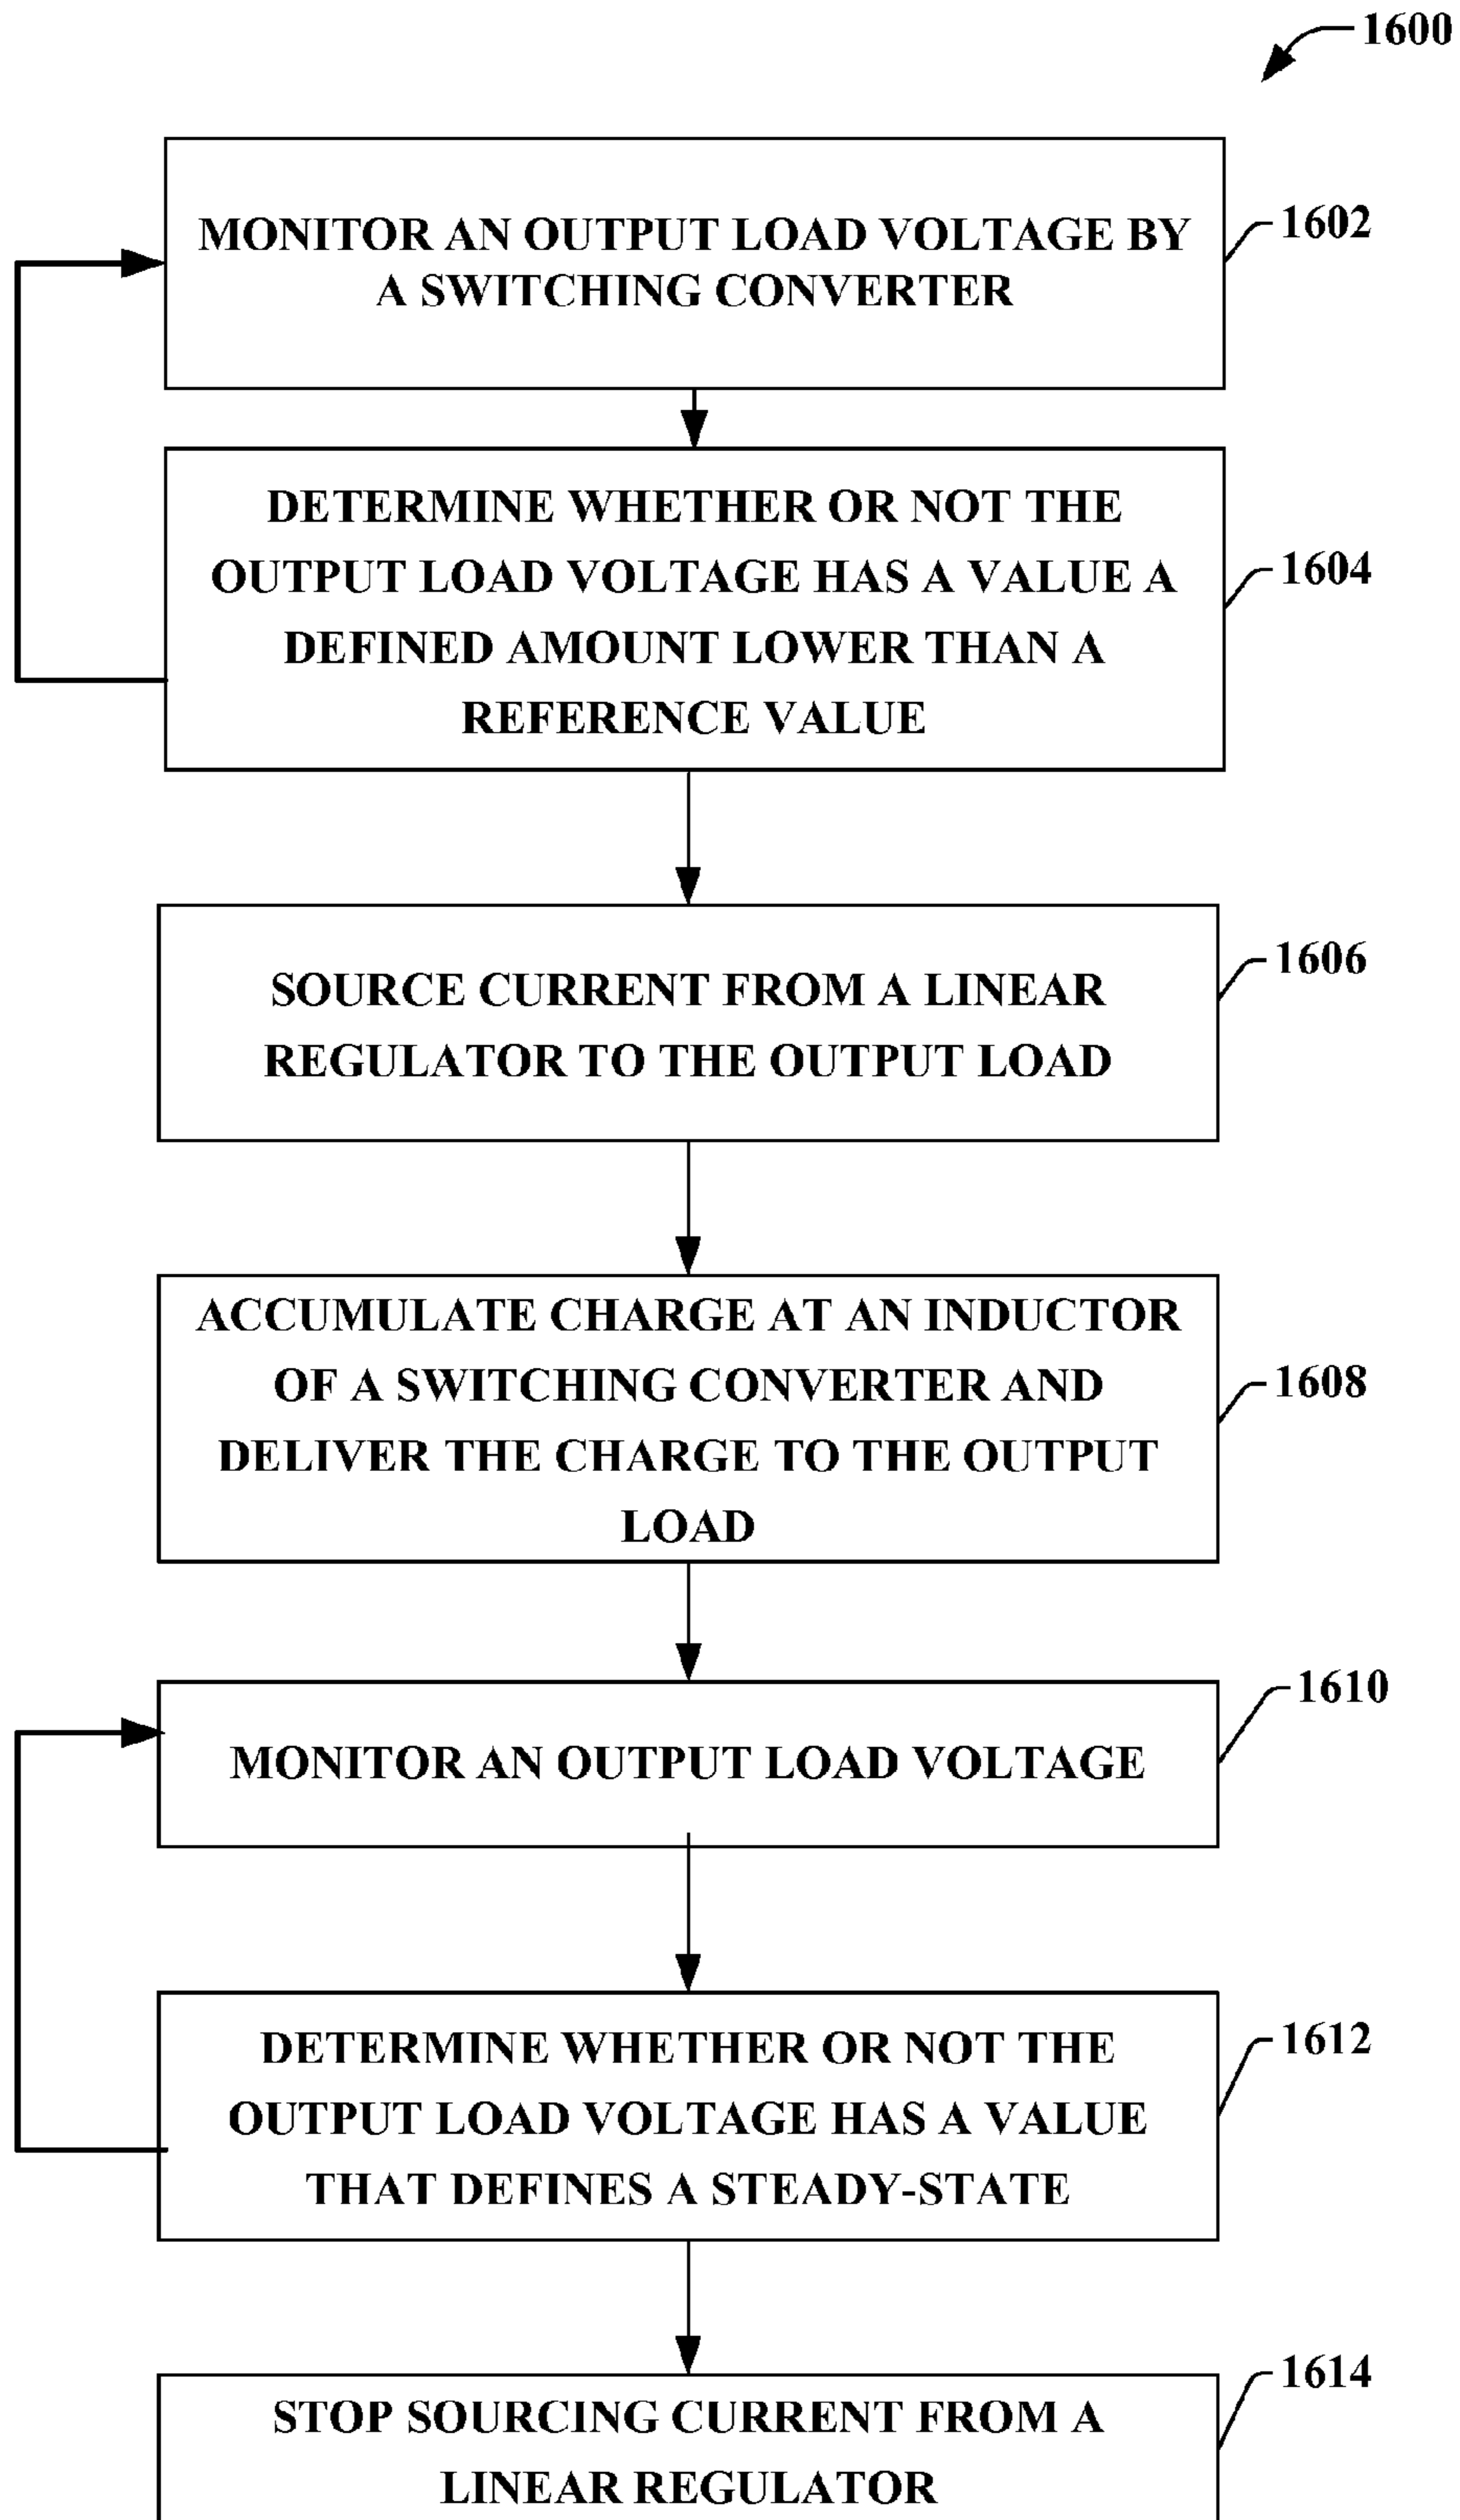 1600
MONITOR AN OUTPUT LOAD VOLTAGE BY
A SWITCHING CONVERTER
1602
DETERMINE WHETHER OR NOT THE
OUTPUT LOAD VOLTAGE HAS A VALUE A
DEFINED AMOUNT LOWER THAN A
REFERENCE VALUE
1604
SOURCE CURRENT FROM A LINEAR
REGULATOR TO THE OUTPUT LOAD
1606
ACCUMULATE CHARGE AT AN INDUCTOR
OF A SWITCHING CONVERTER AND
DELIVER THE CHARGE TO THE OUTPUT
LOAD
1608
MONITOR AN OUTPUT LOAD VOLTAGE
1610
DETERMINE WHETHER OR NOT THE
OUTPUT LOAD VOLTAGE HAS A VALUE
THAT DEFINES A STEADY-STATE
1612
STOP SOURCING CURRENT FROM A
LINEAR REGULATOR
1614